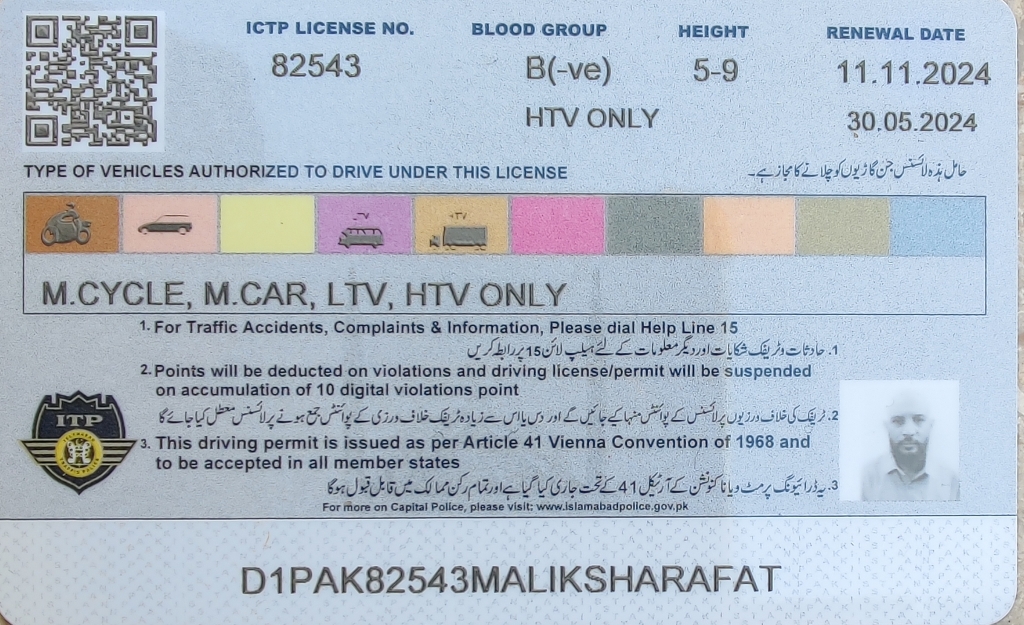 ICTP LICENSE NO. BLOOD GROUP HEIGHT RENEWAL DATE
82543 B(-ve) 5-9 11.11.2024
HTV ONLY 30.05.2024
TYPE OF VEHICLES AUTHORIZED TO DRIVE UNDER THIS LICENSE حامل ہذہ لائسنس جن گاڑیوں کو چلانے کا مجاز ہے۔
M.CYCLE, M.CAR, LTV, HTV ONLY
1. For Traffic Accidents, Complaints & Information, Please dial Help Line 15
1. حادثات و ٹریفک شکایات اور دیگر معلومات کے لئے ہیلپ لائن 15 پر رابطہ کریں
2. Points will be deducted on violations and driving license/permit will be suspended
on accumulation of 10 digital violations point
2. ٹریفک کی خلاف ورزیوں پر لائسنس کے پوائنٹس منہا کیے جائیں گے اور دس یا اس سے زیادہ ٹریفک خلاف ورزی کے پوائنٹس جمع ہونے پر لائسنس معطل کیا جائے گا
ITP
ISLAMABAD
TRAFFIC POLICE
3. This driving permit is issued as per Article 41 Vienna Convention of 1968 and
to be accepted in all member states
3. یہ ڈرائیونگ پرمٹ ویانا کنونشن کے آرٹیکل 41 کے تحت جاری کیا گیا ہے اور تمام رکن ممالک میں قابل قبول ہوگا
For more on Capital Police, please visit: www.islamabadpolice.gov.pk
D1PAK82543MALIKSHARAFAT